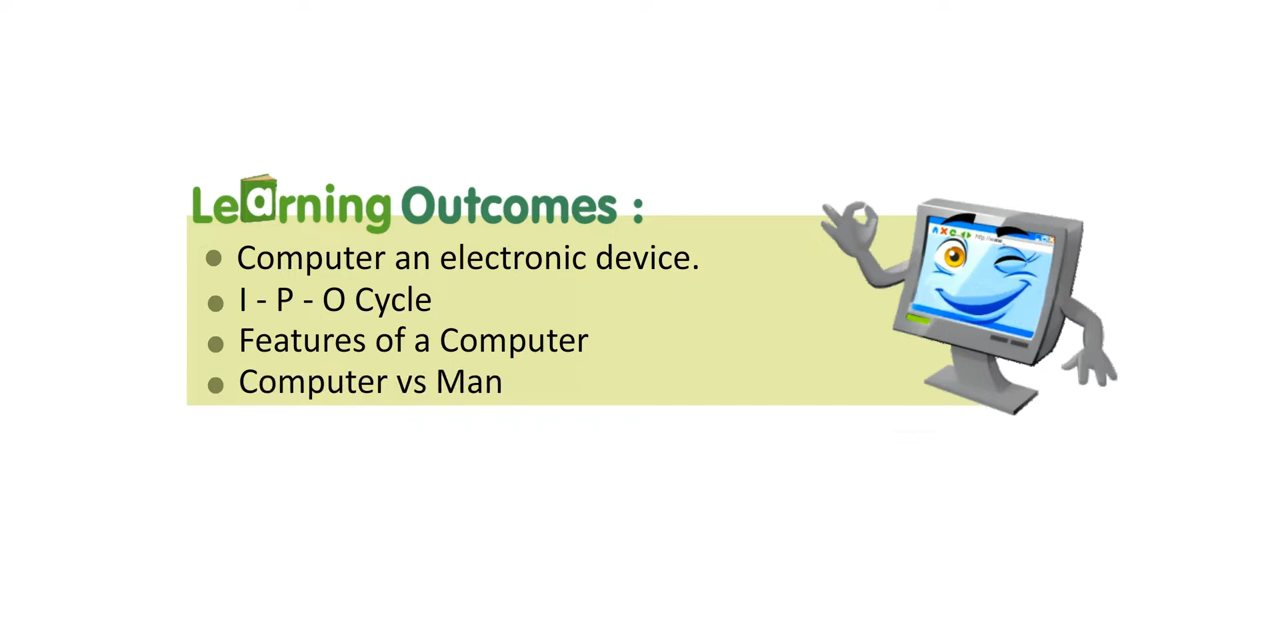 Learning Outcomes :
Computer an electronic device.
I - P - O Cycle
Features of a Computer
Computer vs Man